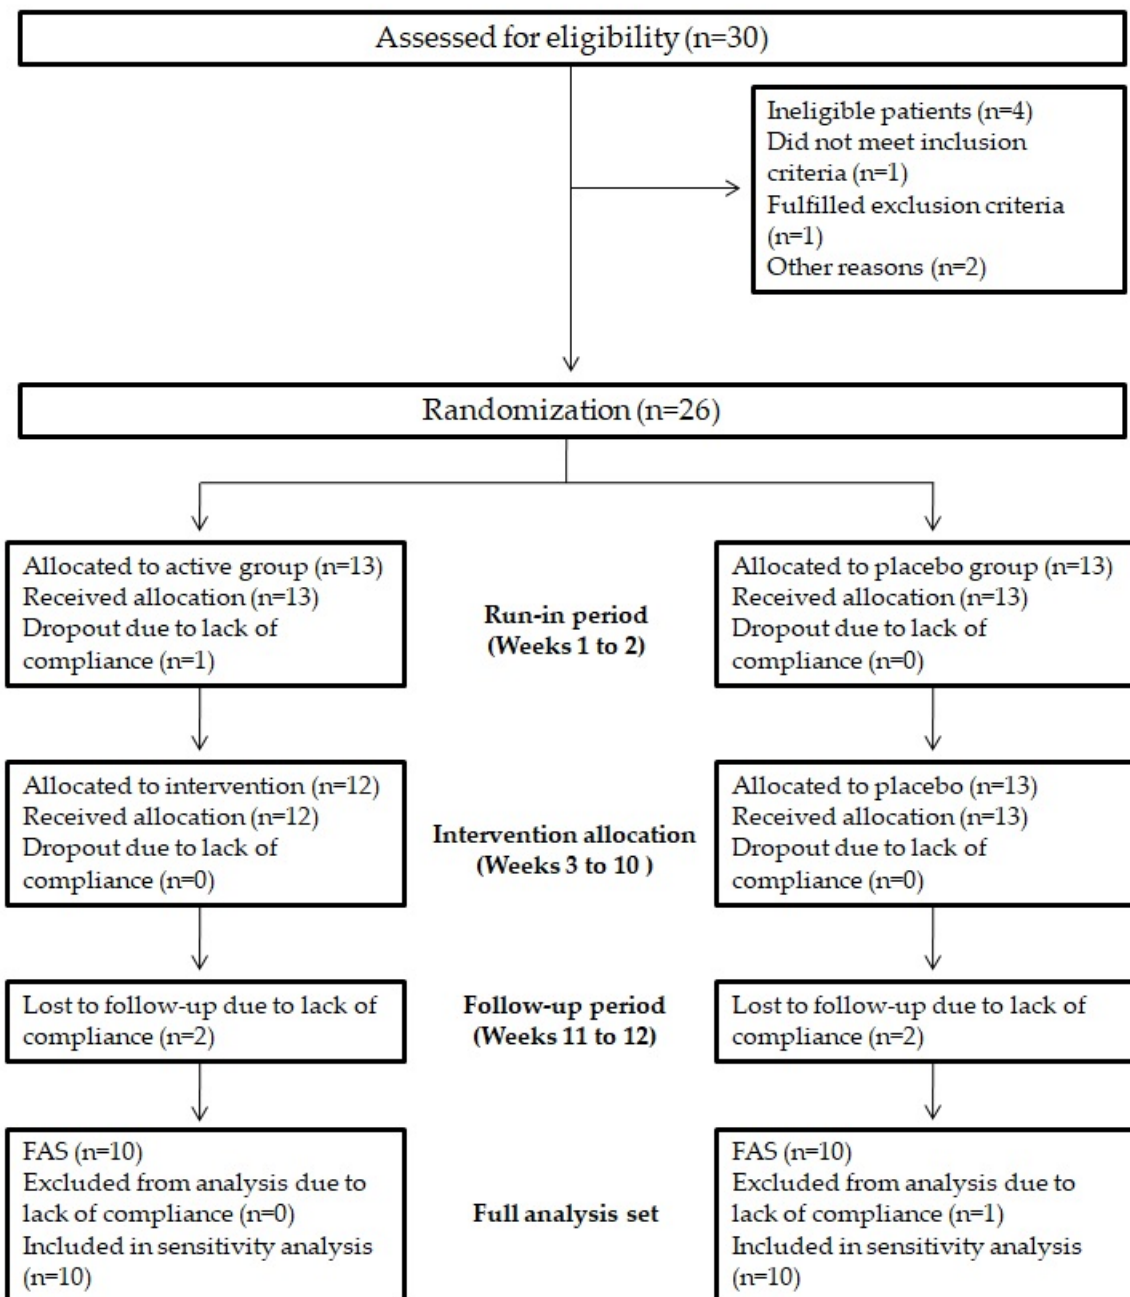 Assessed for eligibility (n=30)
Ineligible patients (n=4)
Did not meet inclusion
criteria (n=1)
Fulfilled exclusion criteria
(n=1)
Other reasons (n=2)
Randomization (n=26)
Allocated to active group (n=13)
Received allocation (n=13)
Dropout due to lack of
compliance (n=1)
Run-in period
(Weeks 1 to 2)
Allocated to placebo group (n=13)
Received allocation (n=13)
Dropout due to lack of
compliance (n=0)
Allocated to intervention (n=12)
Received allocation (n=12)
Dropout due to lack of
compliance (n=0)
Intervention allocation
(Weeks 3 to 10 )
Allocated to placebo (n=13)
Received allocation (n=13)
Dropout due to lack of
compliance (n=0)
Lost to follow-up due to lack of
compliance (n=2)
Follow-up period
(Weeks 11 to 12)
Lost to follow-up due to lack of
compliance (n=2)
FAS (n=10)
Excluded from analysis due to
lack of compliance (n=0)
Included in sensitivity analysis
(n=10)
Full analysis set
FAS (n=10)
Excluded from analysis due to
lack of compliance (n=1)
Included in sensitivity analysis
(n=10)